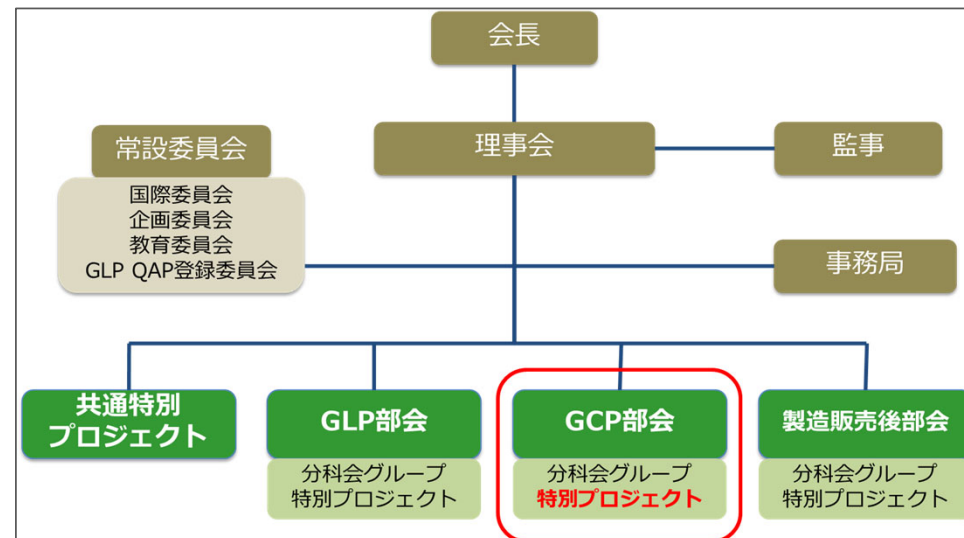 会長
理事会
監事
常設委員会
国際委員会
企画委員会
教育委員会
GLP QAP登録委員会
事務局
共通特別
プロジェクト
GLP部会
分科会グループ
特別プロジェクト
GCP部会
分科会グループ
特別プロジェクト
製造販売後部会
分科会グループ
特別プロジェクト